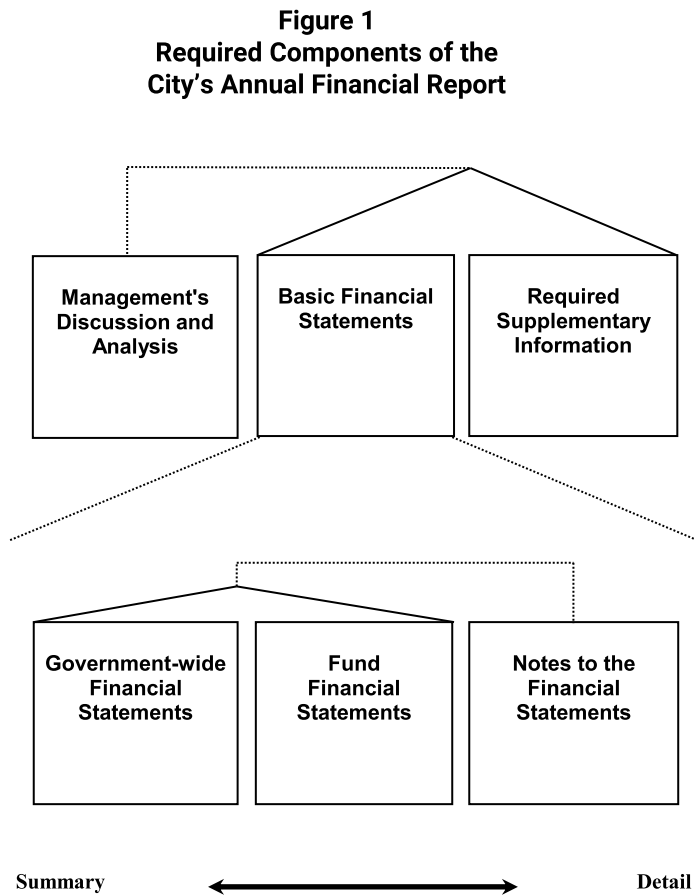 Figure 1
Required Components of the
City’s Annual Financial Report
Management's
Discussion and
Analysis
Basic Financial
Statements
Required
Supplementary
Information
Government-wide
Financial
Statements
Fund
Financial
Statements
Notes to the
Financial
Statements
Summary
Detail